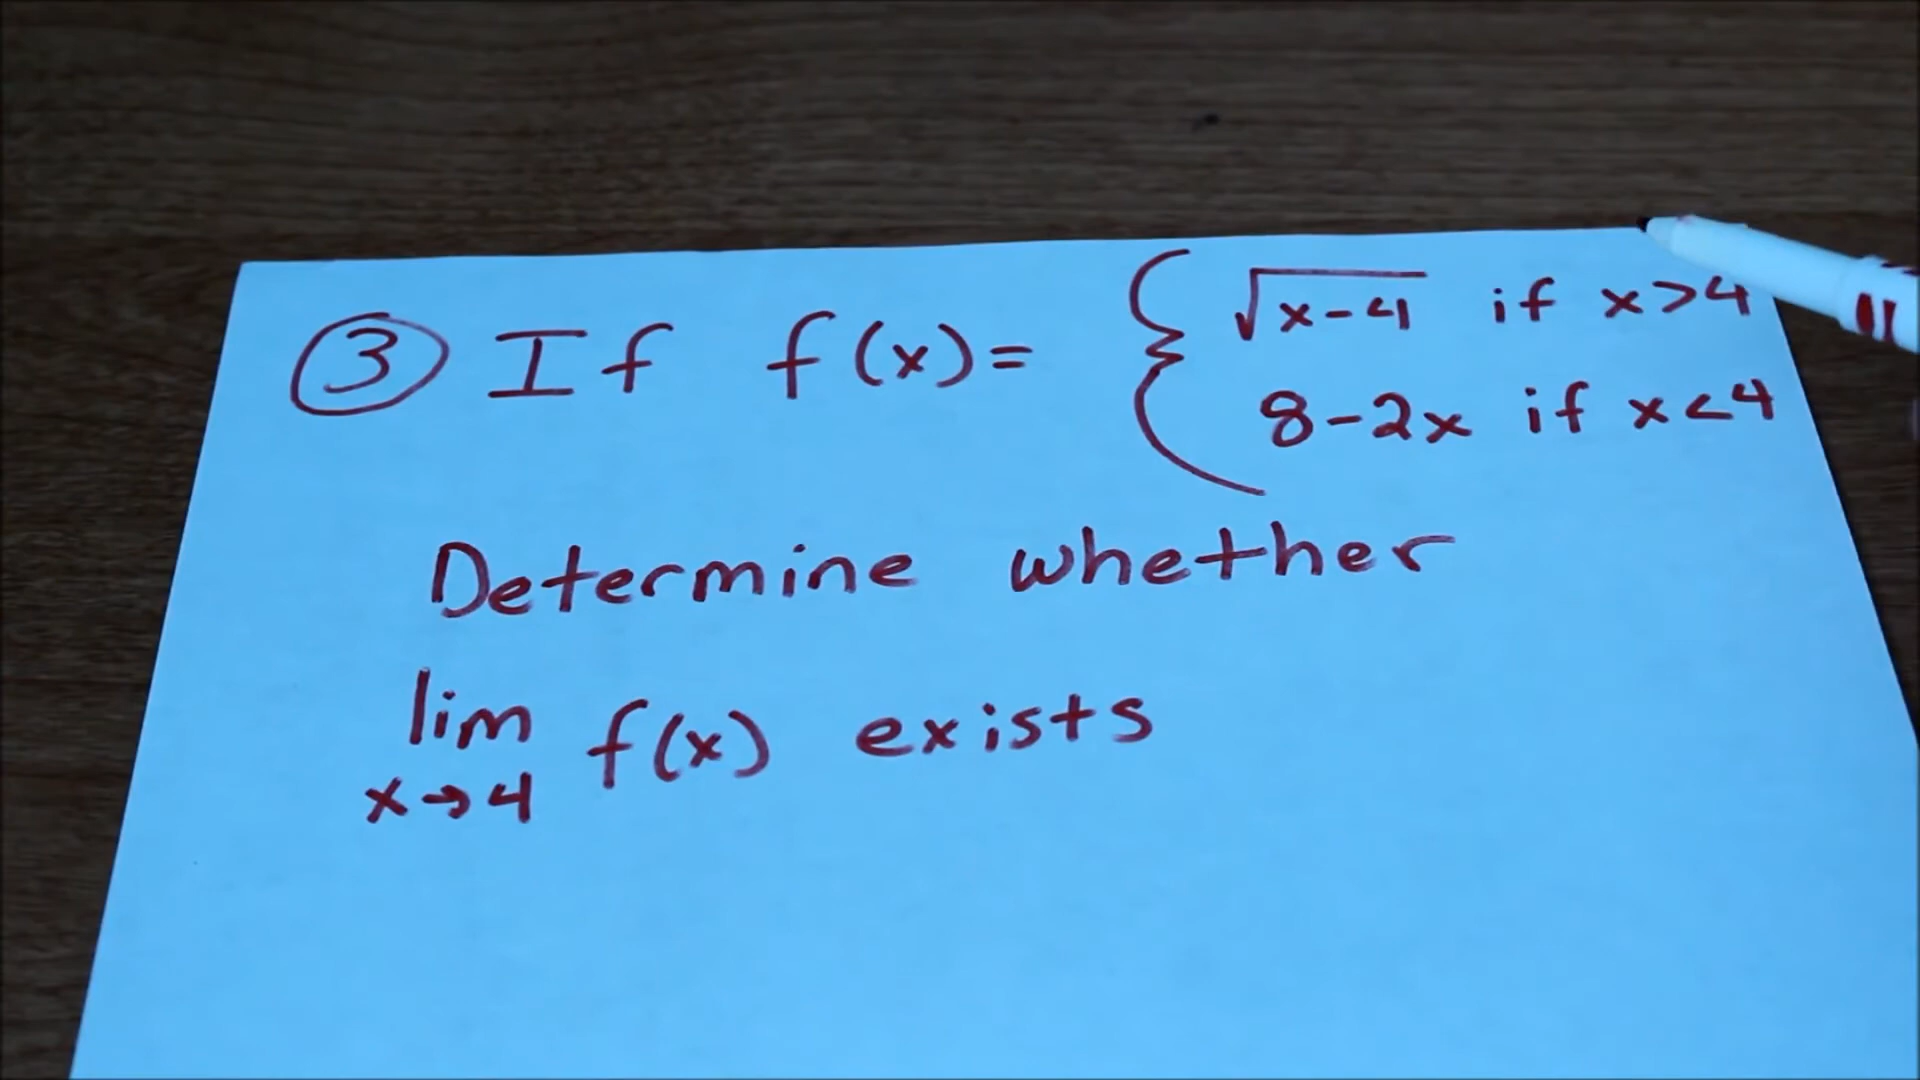 ③ If f(x)= { √x-4 if x>4
8-2x if x<4
Determine whether
lim f(x) exists
x→4